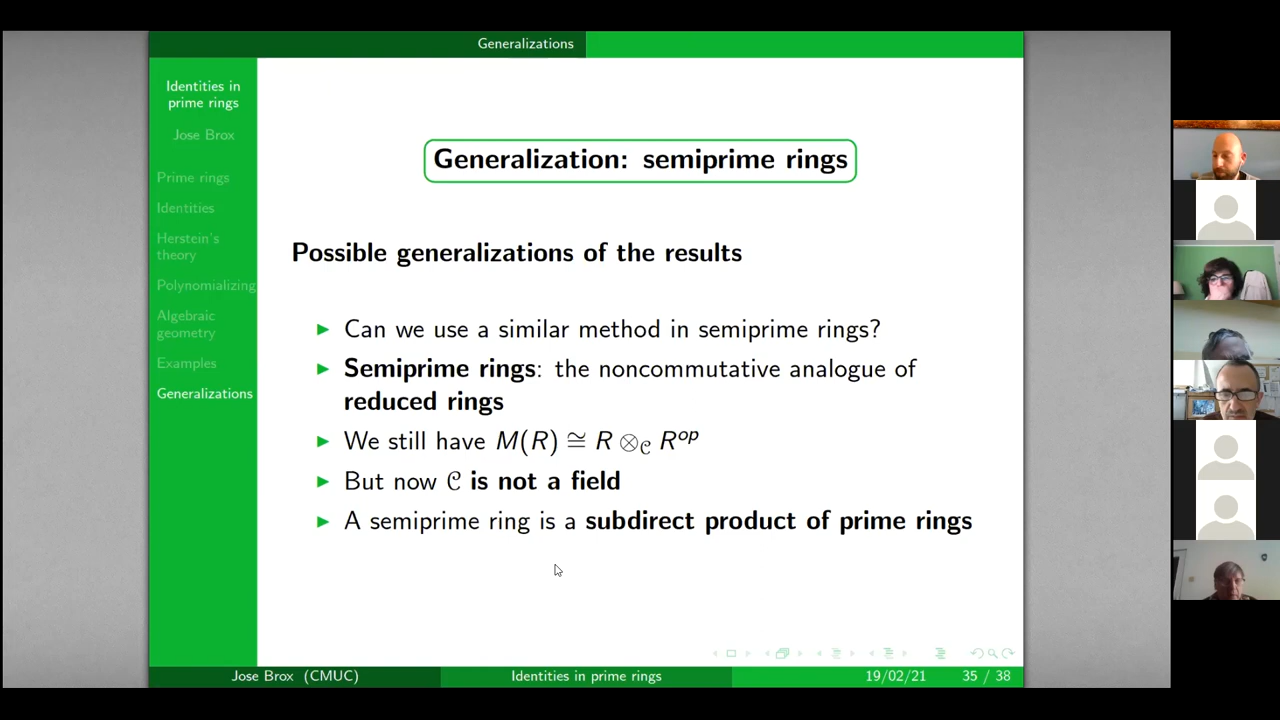 Generalizations
Identities in
prime rings
Jose Brox
Prime rings
Identities
Herstein's
theory
Polynomializing
Algebraic
geometry
Examples
Generalizations
Generalization: semiprime rings
Possible generalizations of the results
▶ Can we use a similar method in semiprime rings?
▶ Semiprime rings: the noncommutative analogue of
reduced rings
▶ We still have M(R) ≅ R ⊗_𝒞 R^op
▶ But now 𝒞 is not a field
▶ A semiprime ring is a subdirect product of prime rings
Jose Brox (CMUC) Identities in prime rings 19/02/21 35 / 38